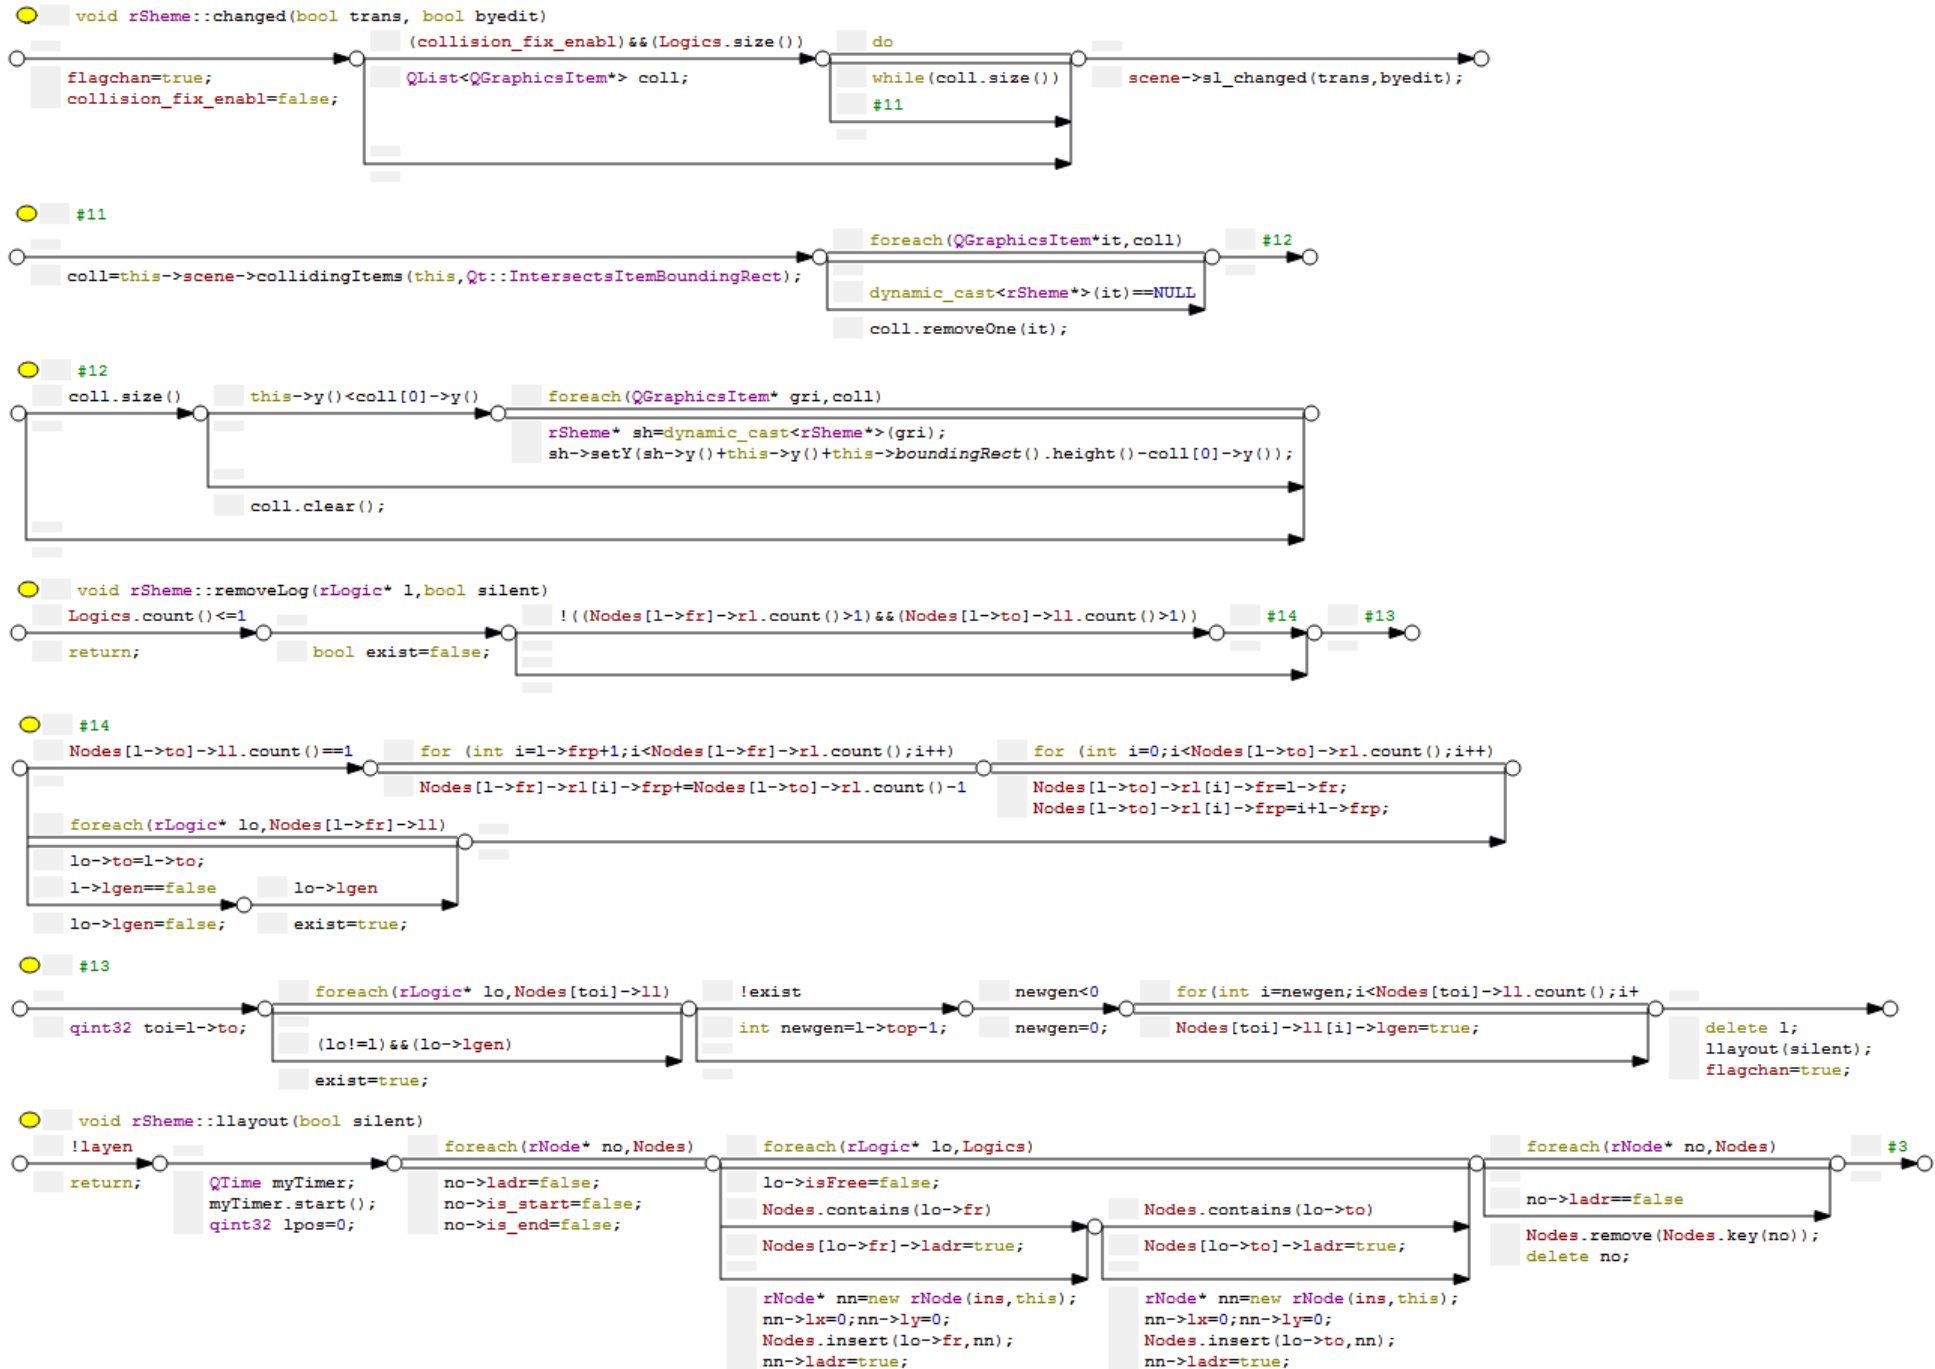 void rSheme::changed(bool trans, bool byedit)
(collision_fix_enabl)&&(Logics.size())
do
flagchan=true;
collision_fix_enabl=false;
QList<QGraphicsItem*> coll;
while(coll.size())
#11
scene->sl_changed(trans,byedit);
#11
foreach(QGraphicsItem*it,coll)
#12
coll=this->scene->collidingItems(this,Qt::IntersectsItemBoundingRect);
dynamic_cast<rSheme*>(it)==NULL
coll.removeOne(it);
#12
coll.size()
this->y()<coll[0]->y()
foreach(QGraphicsItem* gri,coll)
rSheme* sh=dynamic_cast<rSheme*>(gri);
sh->setY(sh->y()+this->y()+this->boundingRect().height()-coll[0]->y());
coll.clear();
void rSheme::removeLog(rLogic* l,bool silent)
Logics.count()<=1
!((Nodes[l->fr]->rl.count()>1)&&(Nodes[l->to]->ll.count()>1))
#14
#13
return;
bool exist=false;
#14
Nodes[l->to]->ll.count()==1
for (int i=l->frp+1;i<Nodes[l->fr]->rl.count();i++)
for (int i=0;i<Nodes[l->to]->rl.count();i++)
Nodes[l->fr]->rl[i]->frp+=Nodes[l->to]->rl.count()-1
Nodes[l->to]->rl[i]->fr=l->fr;
Nodes[l->to]->rl[i]->frp=i+l->frp;
foreach(rLogic* lo,Nodes[l->fr]->ll)
lo->to=l->to;
l->lgen==false
lo->lgen
lo->lgen=false;
exist=true;
#13
foreach(rLogic* lo,Nodes[toi]->ll)
!exist
newgen<0
for(int i=newgen;i<Nodes[toi]->ll.count();i+
qint32 toi=l->to;
(lo!=l)&&(lo->lgen)
exist=true;
int newgen=l->top-1;
newgen=0;
Nodes[toi]->ll[i]->lgen=true;
delete l;
llayout(silent);
flagchan=true;
void rSheme::llayout(bool silent)
!layen
foreach(rNode* no,Nodes)
foreach(rLogic* lo,Logics)
foreach(rNode* no,Nodes)
#3
return;
QTime myTimer;
myTimer.start();
qint32 lpos=0;
no->ladr=false;
no->is_start=false;
no->is_end=false;
lo->isFree=false;
Nodes.contains(lo->fr)
Nodes.contains(lo->to)
Nodes[lo->fr]->ladr=true;
Nodes[lo->to]->ladr=true;
no->ladr==false
Nodes.remove(Nodes.key(no));
delete no;
rNode* nn=new rNode(ins,this);
nn->lx=0;nn->ly=0;
Nodes.insert(lo->fr,nn);
nn->ladr=true;
rNode* nn=new rNode(ins,this);
nn->lx=0;nn->ly=0;
Nodes.insert(lo->to,nn);
nn->ladr=true;